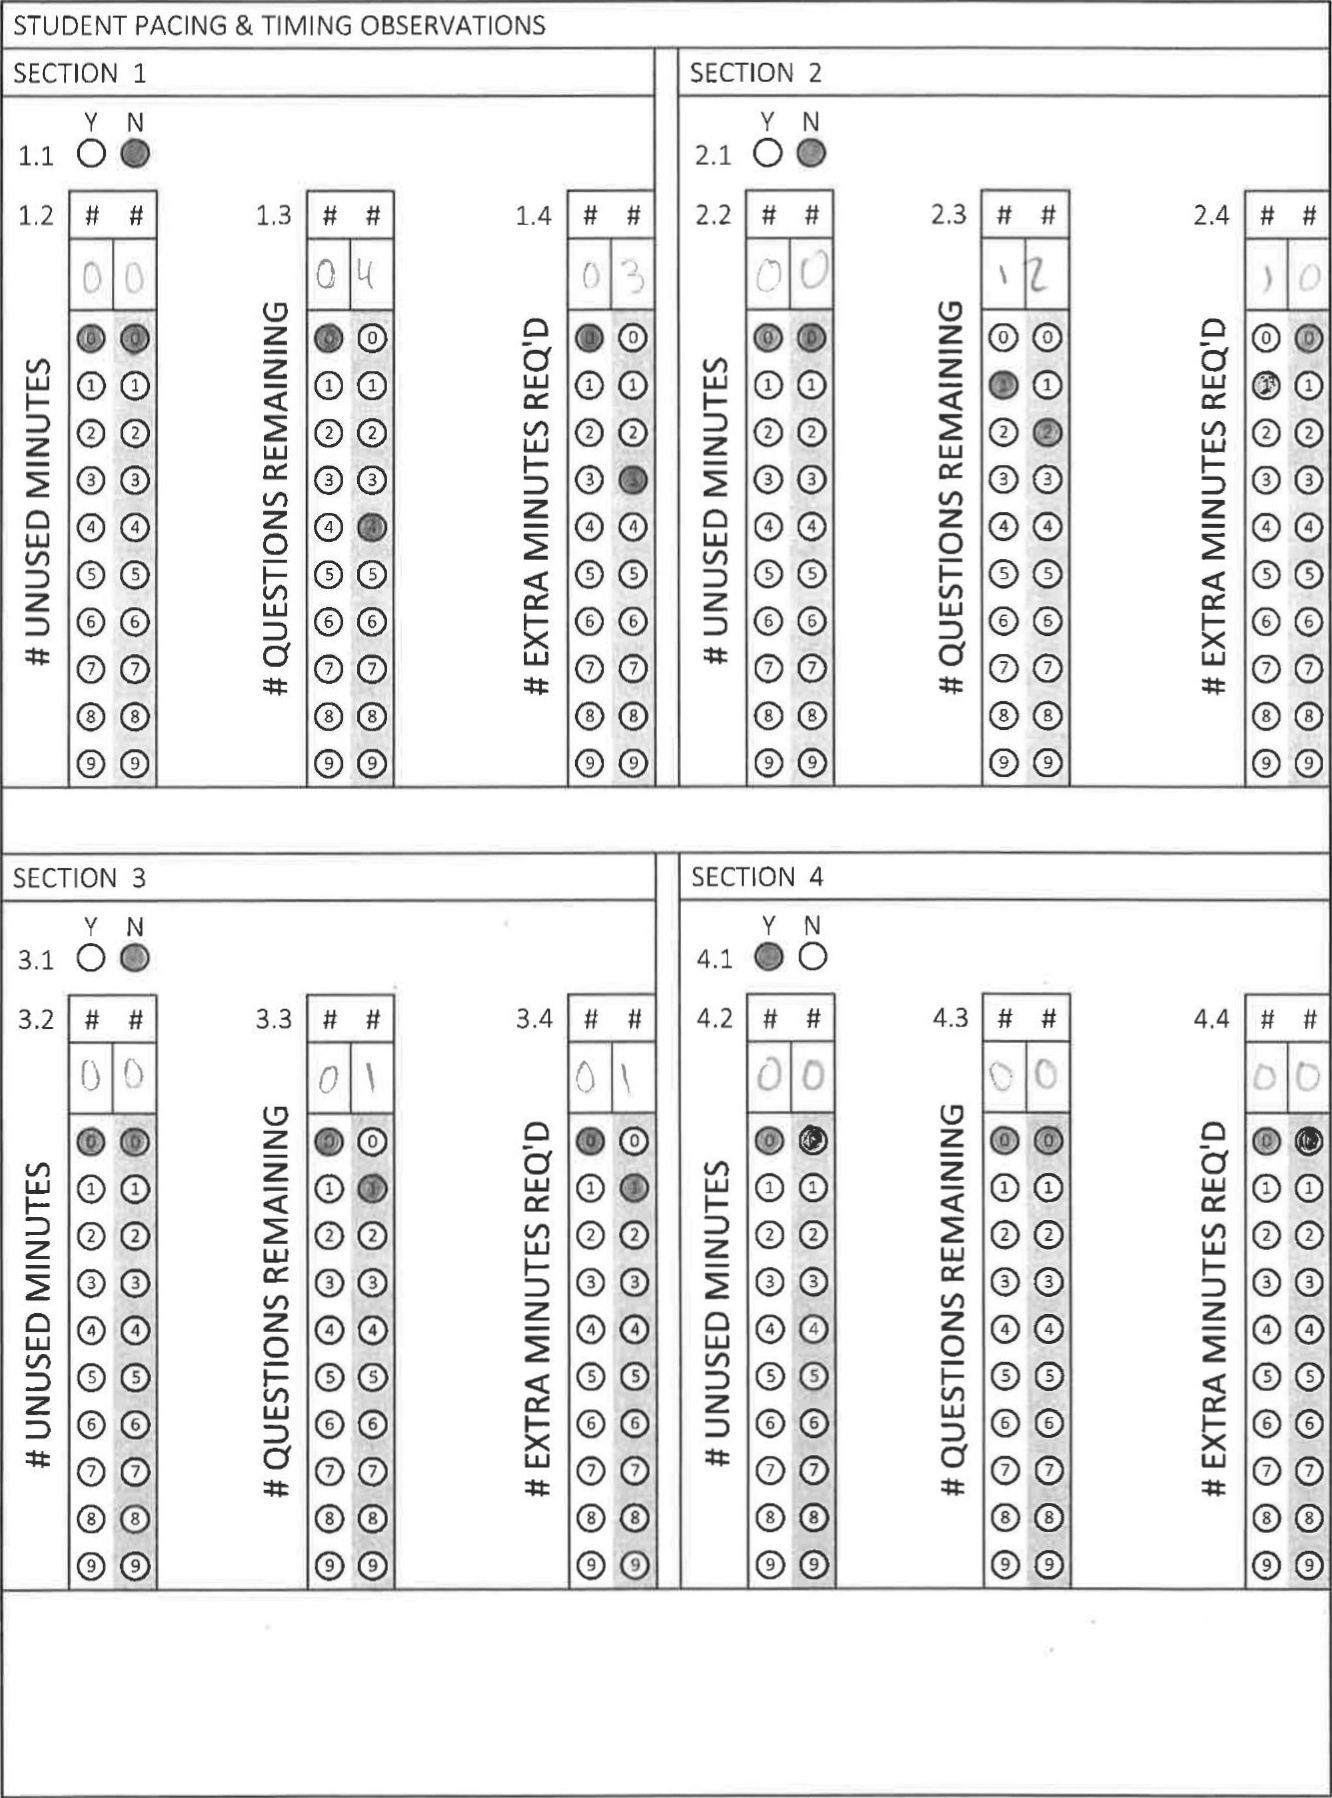 STUDENT PACING & TIMING OBSERVATIONS
SECTION 1
Y N
1.1
1.2 # # 1.3 # # 1.4 # #
0 0 0 4 0 3
# UNUSED MINUTES
# QUESTIONS REMAINING
# EXTRA MINUTES REQ'D
0 0 0 0 0 0
1 1 1 1 1 1
2 2 2 2 2 2
3 3 3 3 3 3
4 4 4 4 4 4
5 5 5 5 5 5
6 6 6 6 6 6
7 7 7 7 7 7
8 8 8 8 8 8
9 9 9 9 9 9
SECTION 2
Y N
2.1
2.2 # # 2.3 # # 2.4 # #
0 0 1 2 1 0
# UNUSED MINUTES
# QUESTIONS REMAINING
# EXTRA MINUTES REQ'D
0 0 0 0 0 0
1 1 1 1 1 1
2 2 2 2 2 2
3 3 3 3 3 3
4 4 4 4 4 4
5 5 5 5 5 5
6 6 6 6 6 6
7 7 7 7 7 7
8 8 8 8 8 8
9 9 9 9 9 9
SECTION 3
Y N
3.1
3.2 # # 3.3 # # 3.4 # #
0 0 0 1 0 1
# UNUSED MINUTES
# QUESTIONS REMAINING
# EXTRA MINUTES REQ'D
0 0 0 0 0 0
1 1 1 1 1 1
2 2 2 2 2 2
3 3 3 3 3 3
4 4 4 4 4 4
5 5 5 5 5 5
6 6 6 6 6 6
7 7 7 7 7 7
8 8 8 8 8 8
9 9 9 9 9 9
SECTION 4
Y N
4.1
4.2 # # 4.3 # # 4.4 # #
0 0 0 0 0 0
# UNUSED MINUTES
# QUESTIONS REMAINING
# EXTRA MINUTES REQ'D
0 0 0 0
1 1 1 1 1 1
2 2 2 2 2 2
3 3 3 3 3 3
4 4 4 4 4 4
5 5 5 5 5 5
6 6 6 6 6 6
7 7 7 7 7 7
8 8 8 8 8 8
9 9 9 9 9 9